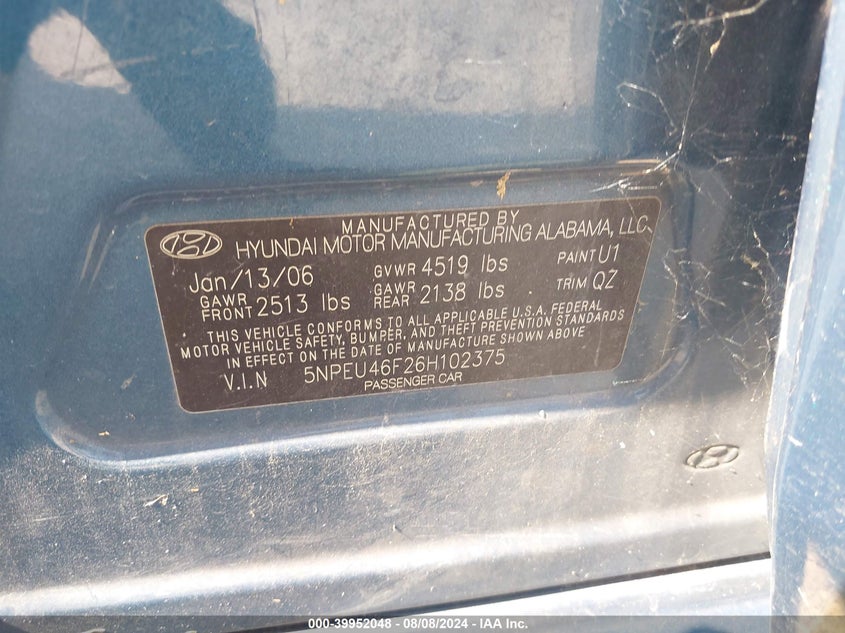 MANUFACTURED BY
HYUNDAI MOTOR MANUFACTURING ALABAMA, LLC
Jan/13/06 GVWR 4519 lbs PAINT U1
GAWR FRONT 2513 lbs GAWR REAR 2138 lbs TRIM QZ
THIS VEHICLE CONFORMS TO ALL APPLICABLE U.S.A. FEDERAL
MOTOR VEHICLE SAFETY, BUMPER, AND THEFT PREVENTION STANDARDS
IN EFFECT ON THE DATE OF MANUFACTURE SHOWN ABOVE
V.I.N 5NPEU46F26H102375
PASSENGER CAR
000-39952048 - 08/08/2024 - IAA Inc.